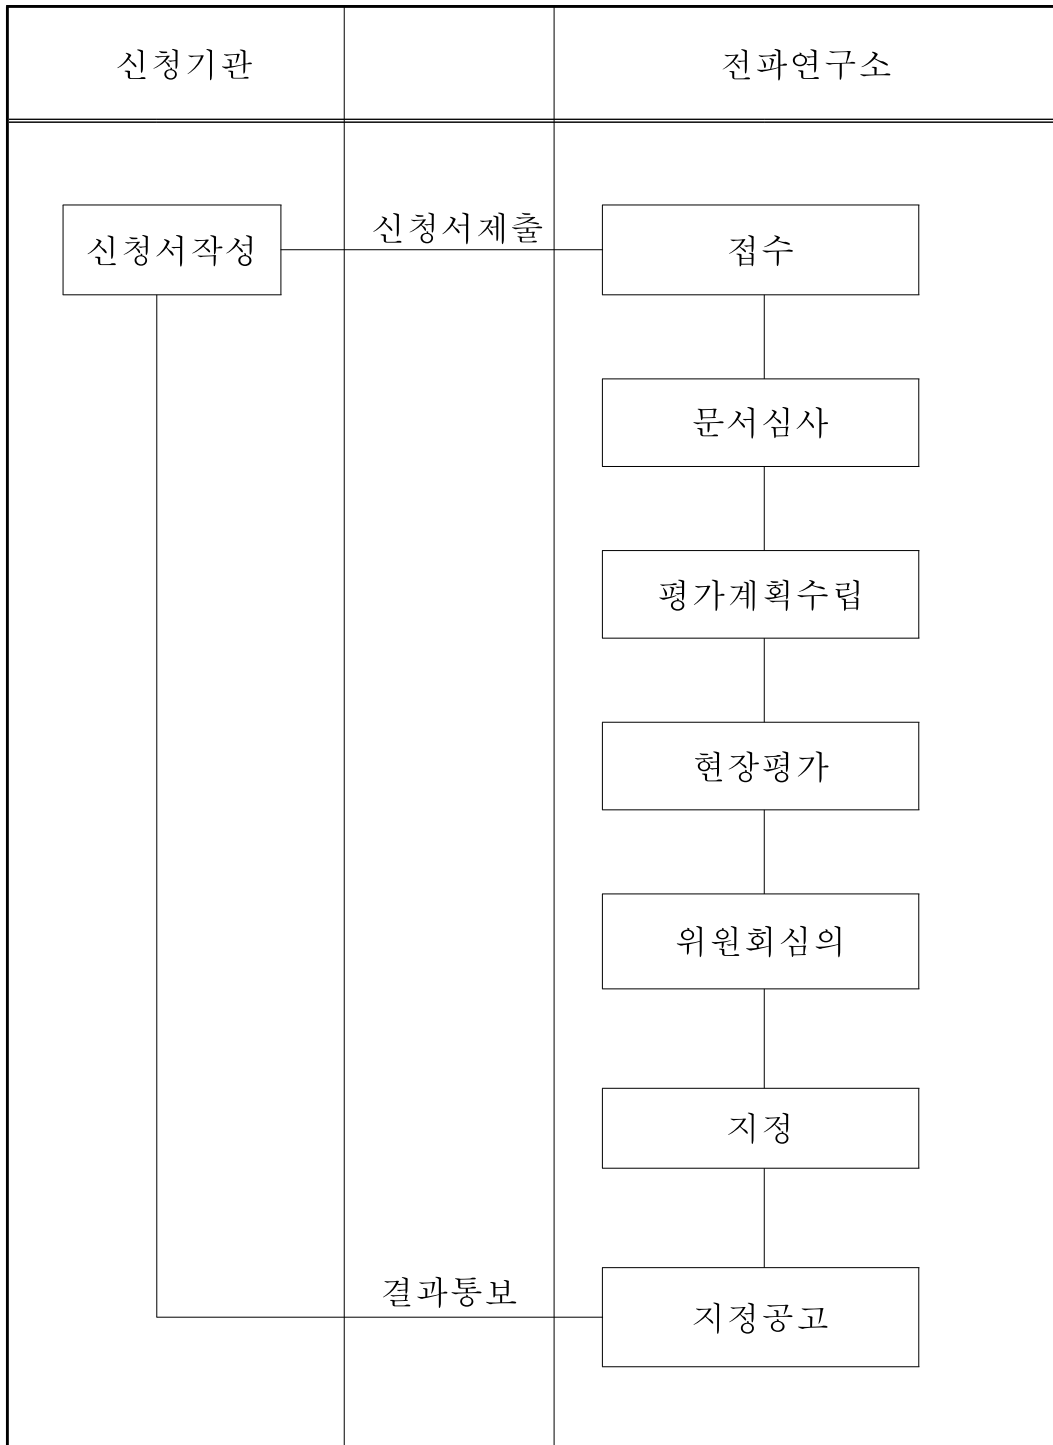 신청기관
전파연구소
신청서작성
신청서제출
접수
문서심사
평가계획수립
현장평가
위원회심의
지정
결과통보
지정공고